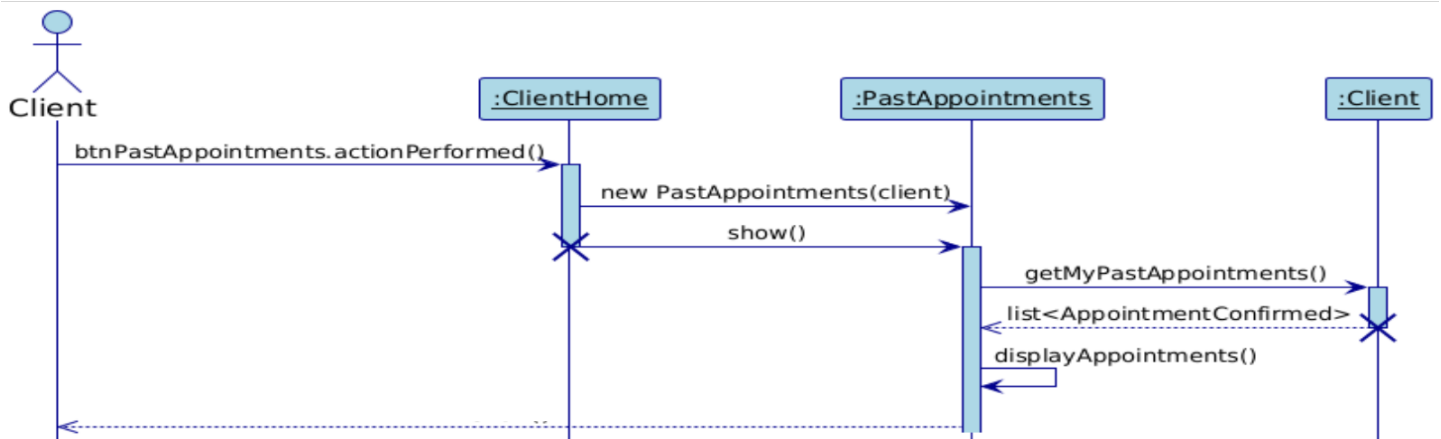 Client
:ClientHome
:PastAppointments
:Client
btnPastAppointments.actionPerformed()
new PastAppointments(client)
show()
getMyPastAppointments()
list<AppointmentConfirmed>
displayAppointments()